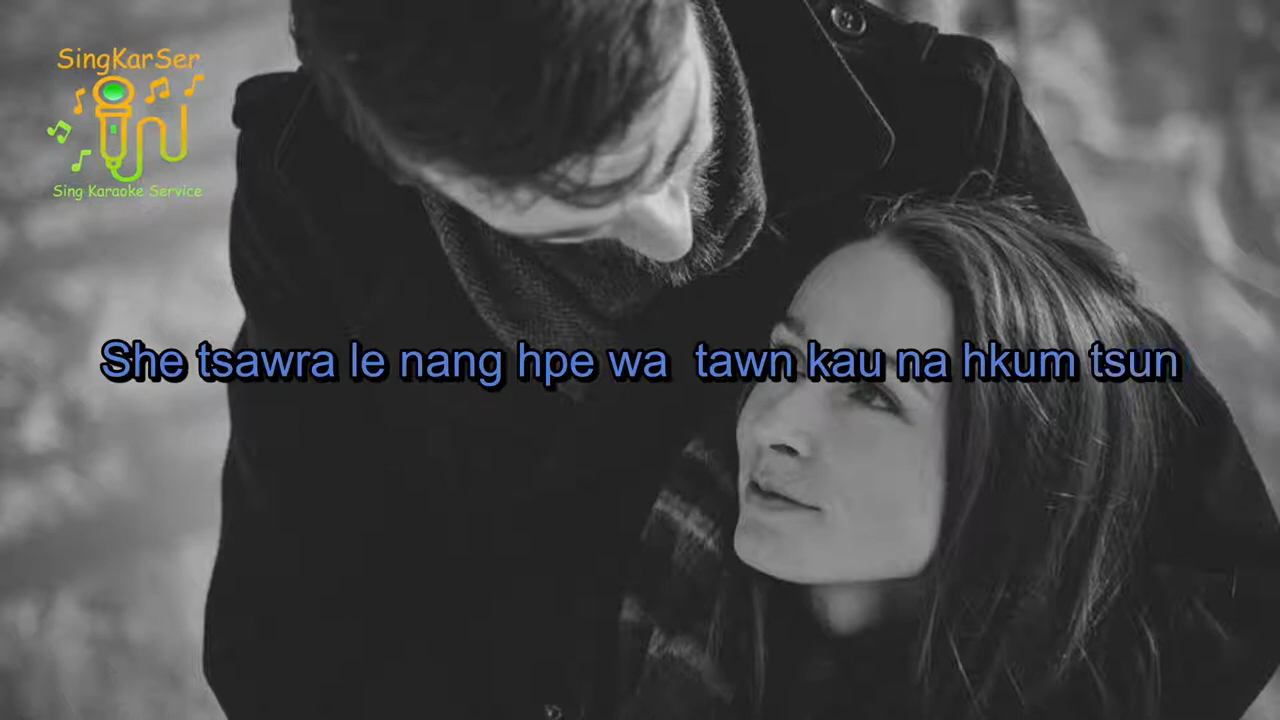 SingKarSer
Sing Karaoke Service
She tsawra le nang hpe wa tawn kau na hkum tsun